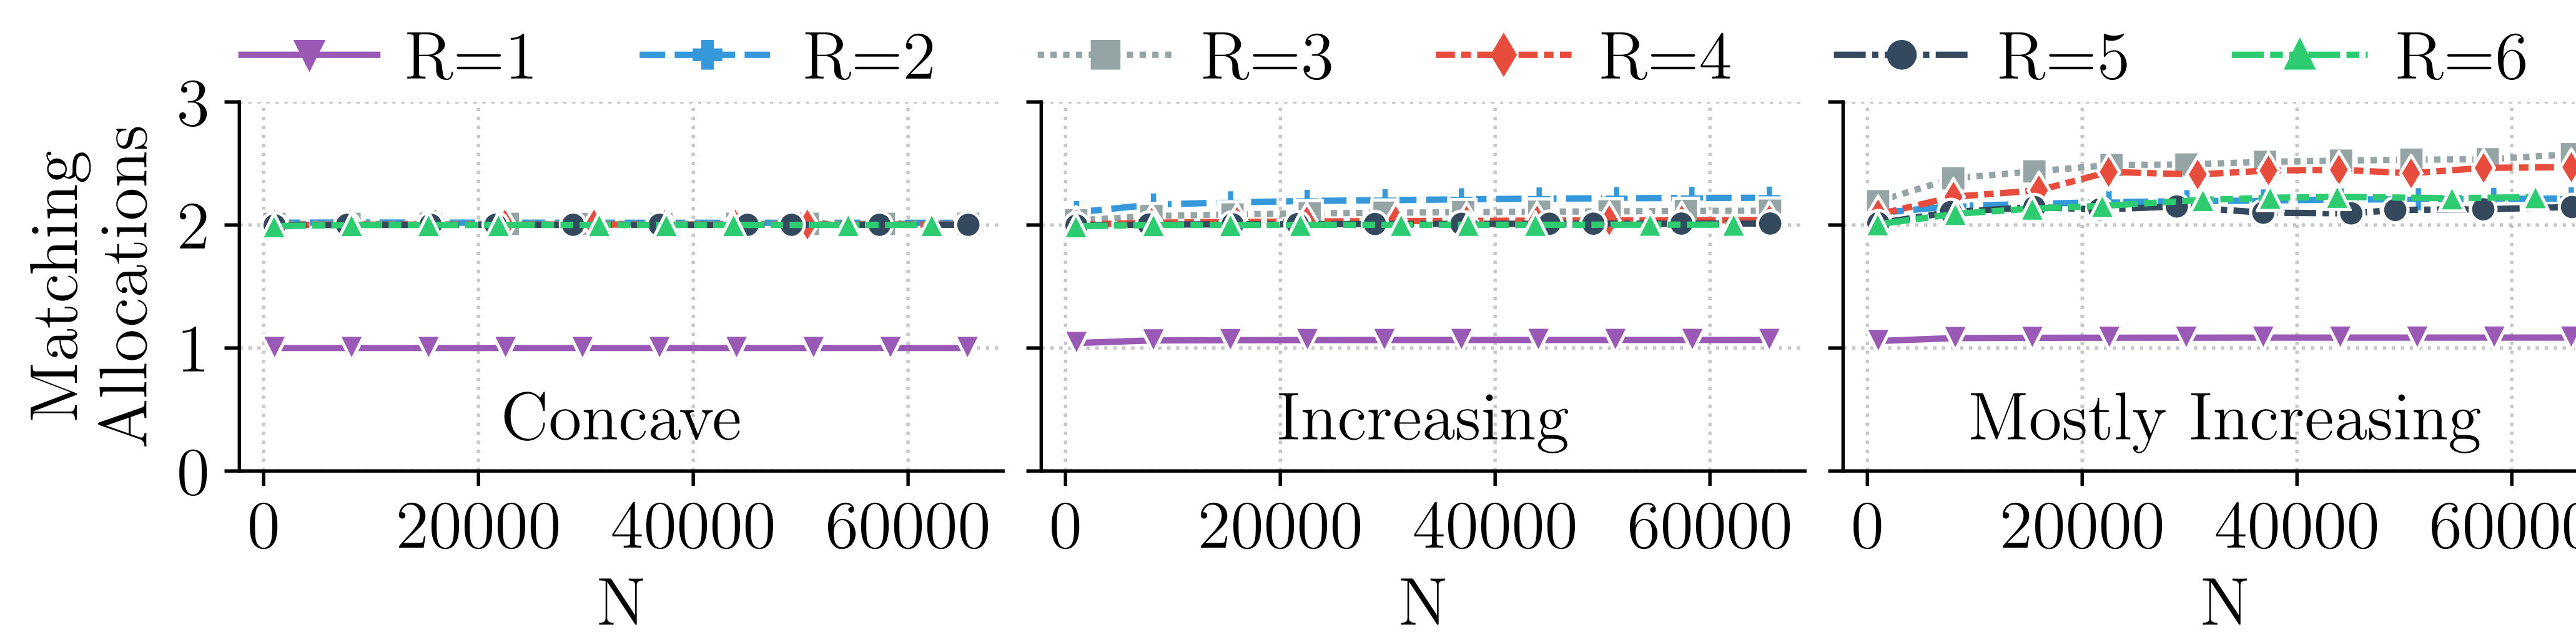 R=1 R=2 R=3 R=4 R=5 R=6
Matching
Allocations
3
2
1
0
Concave
Increasing
Mostly Increasing
0 20000 40000 60000
0 20000 40000 60000
0 20000 40000 6000
N
N
N